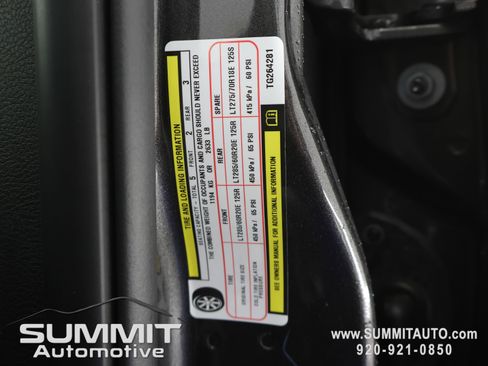 TIRE AND LOADING INFORMATION
SEATING CAPACITY TOTAL 5 FRONT 2 REAR 3
THE COMBINED WEIGHT OF OCCUPANTS AND CARGO SHOULD NEVER EXCEED
1194 KG OR 2633 LB
TIRE FRONT REAR SPARE
ORIGINAL TIRE SIZE LT285/60R20E 125R LT285/60R20E 125R LT275/70R18E 125S
COLD TIRE INFLATION PRESSURE 450 kPa / 65 PSI 450 kPa / 65 PSI 415 kPa / 60 PSI
SEE OWNERS MANUAL FOR ADDITIONAL INFORMATION
TG264281
SUMMIT
Automotive
WWW.SUMMITAUTO.COM
920-921-0850